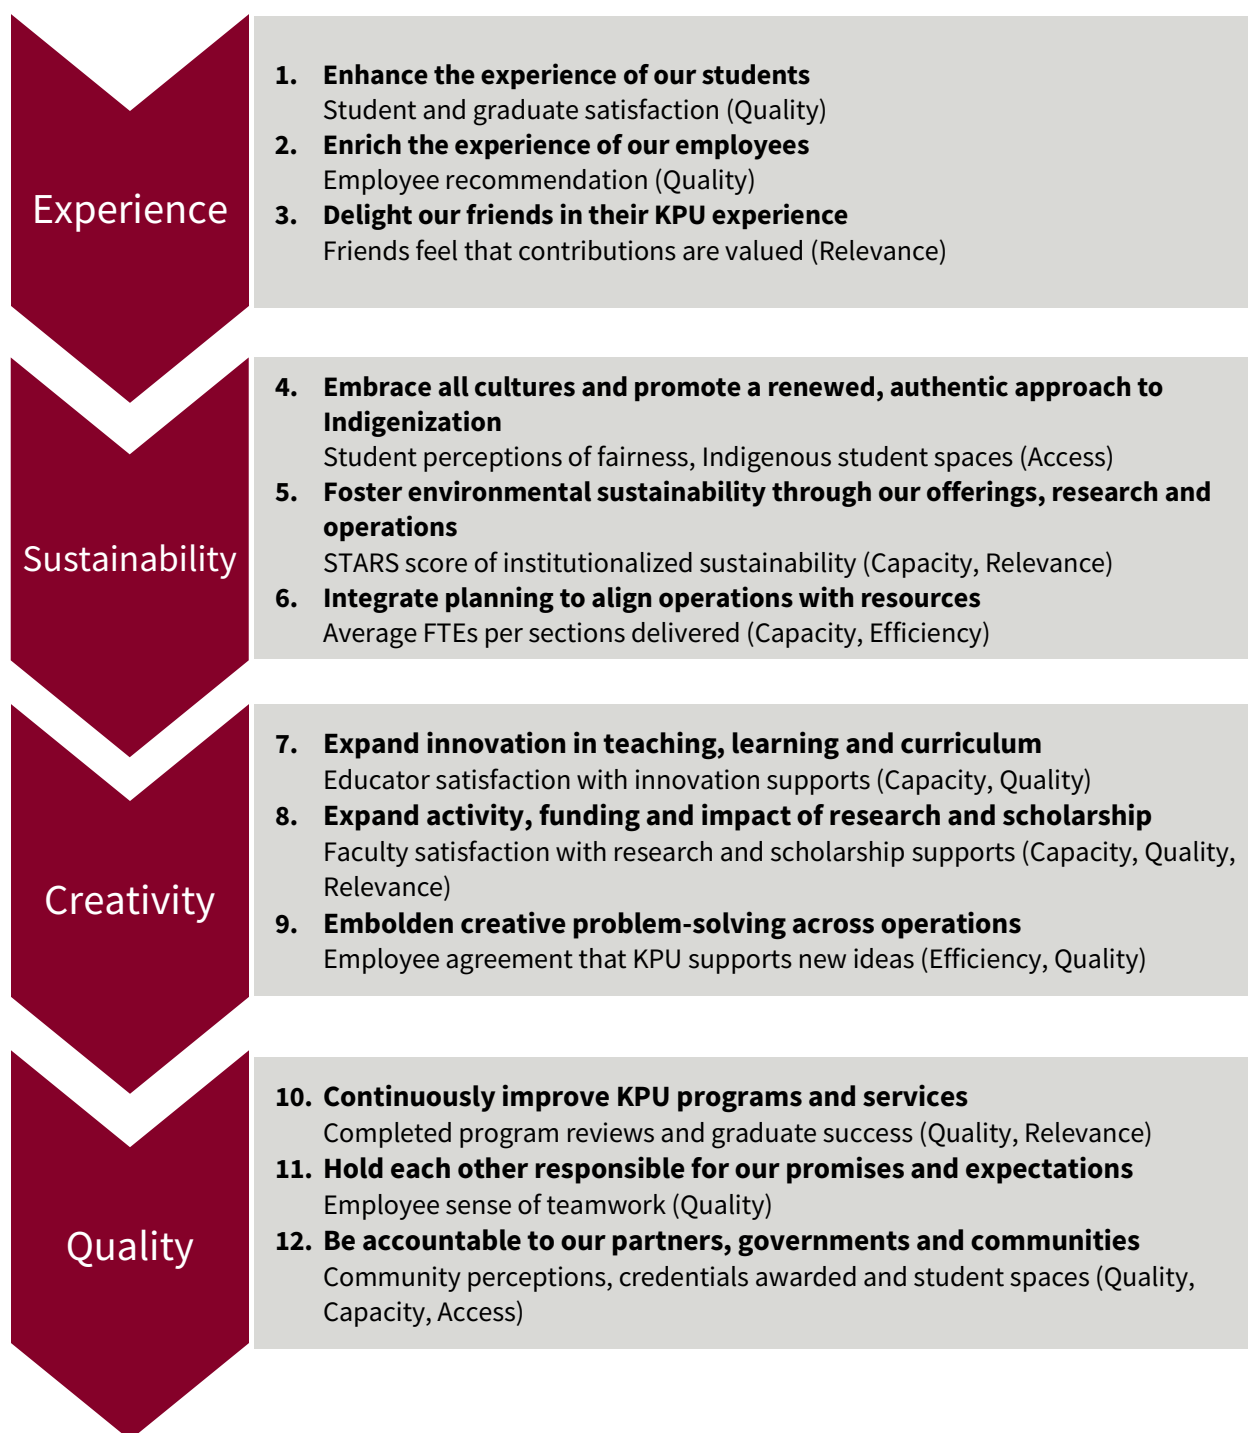 Experience
1. Enhance the experience of our students
Student and graduate satisfaction (Quality)
2. Enrich the experience of our employees
Employee recommendation (Quality)
3. Delight our friends in their KPU experience
Friends feel that contributions are valued (Relevance)
Sustainability
4. Embrace all cultures and promote a renewed, authentic approach to
Indigenization
Student perceptions of fairness, Indigenous student spaces (Access)
5. Foster environmental sustainability through our offerings, research and
operations
STARS score of institutionalized sustainability (Capacity, Relevance)
6. Integrate planning to align operations with resources
Average FTEs per sections delivered (Capacity, Efficiency)
Creativity
7. Expand innovation in teaching, learning and curriculum
Educator satisfaction with innovation supports (Capacity, Quality)
8. Expand activity, funding and impact of research and scholarship
Faculty satisfaction with research and scholarship supports (Capacity, Quality,
Relevance)
9. Embolden creative problem-solving across operations
Employee agreement that KPU supports new ideas (Efficiency, Quality)
Quality
10. Continuously improve KPU programs and services
Completed program reviews and graduate success (Quality, Relevance)
11. Hold each other responsible for our promises and expectations
Employee sense of teamwork (Quality)
12. Be accountable to our partners, governments and communities
Community perceptions, credentials awarded and student spaces (Quality,
Capacity, Access)